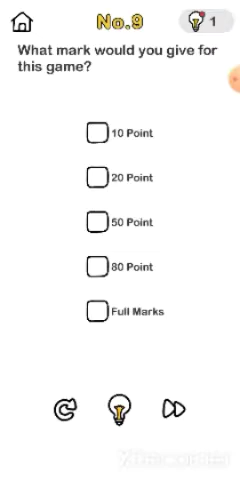 No.9
1
What mark would you give for
this game?
10 Point
20 Point
50 Point
80 Point
Full Marks